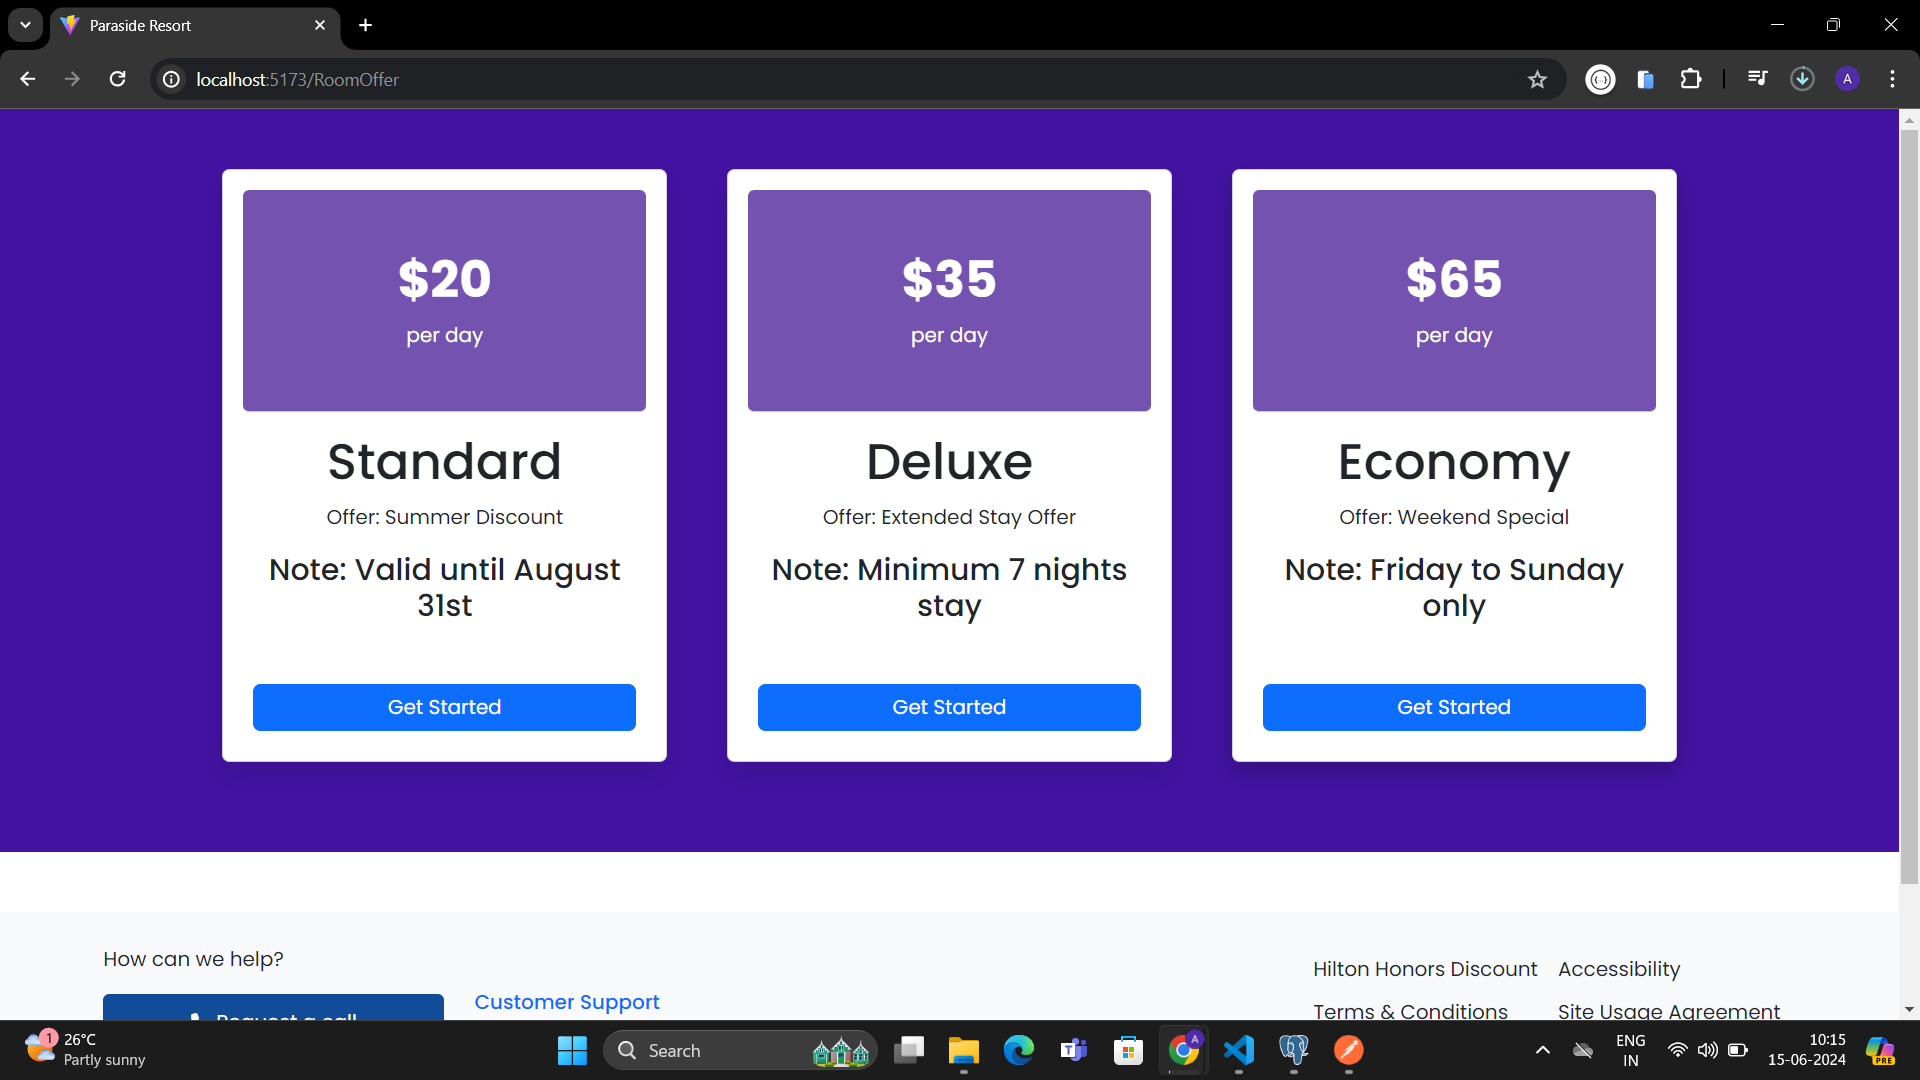 Paraside Resort
localhost:5173/RoomOffer
A
$20
per day
Standard
Offer: Summer Discount
Note: Valid until August
31st
Get Started
$35
per day
Deluxe
Offer: Extended Stay Offer
Note: Minimum 7 nights
stay
Get Started
$65
per day
Economy
Offer: Weekend Special
Note: Friday to Sunday
only
Get Started
How can we help?
Request a call
Customer Support
Hilton Honors Discount
Accessibility
Terms & Conditions
Site Usage Agreement
1
26°C
Partly sunny
Search
A
ENG
IN
10:15
15-06-2024
PRE